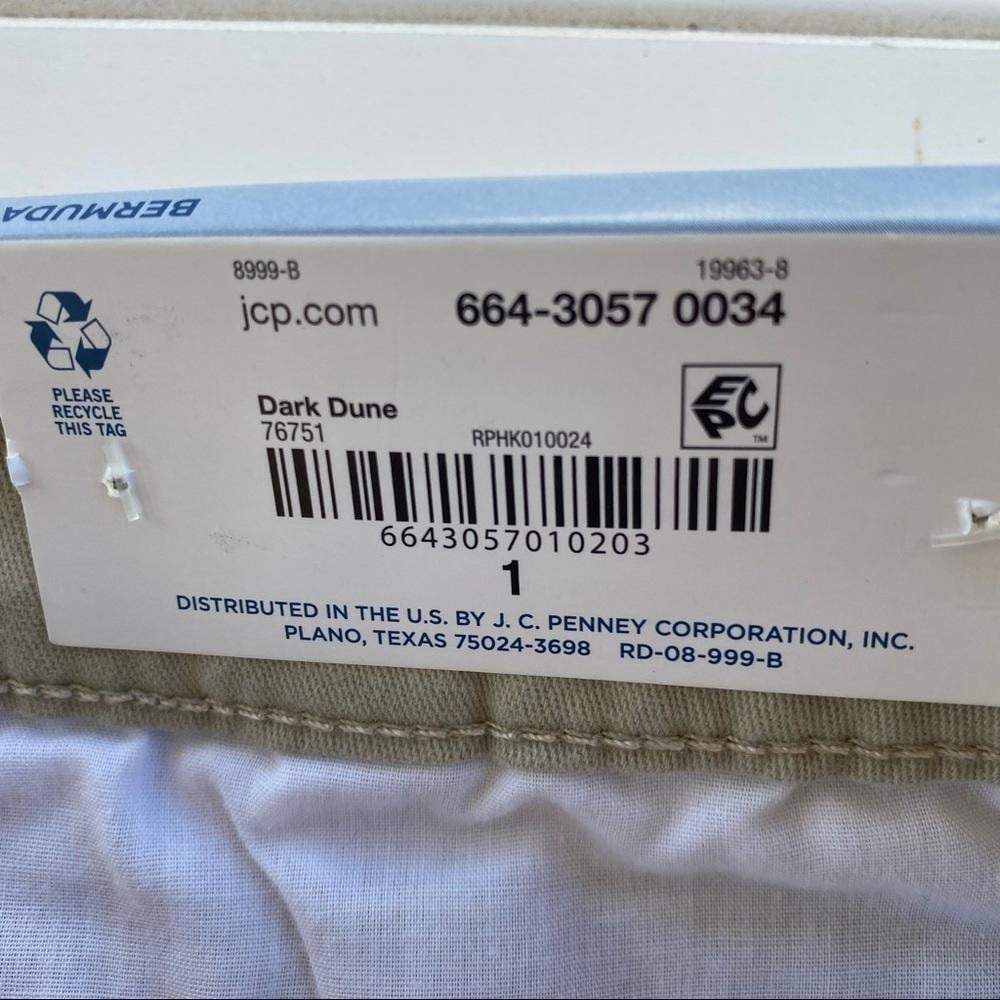 BERMUDA
8999-B 19963-8
jcp.com 664-3057 0034
PLEASE
RECYCLE
THIS TAG
EPC
TM
Dark Dune
76751 RPHK010024
6643057010203
1
DISTRIBUTED IN THE U.S. BY J. C. PENNEY CORPORATION, INC.
PLANO, TEXAS 75024-3698 RD-08-999-B